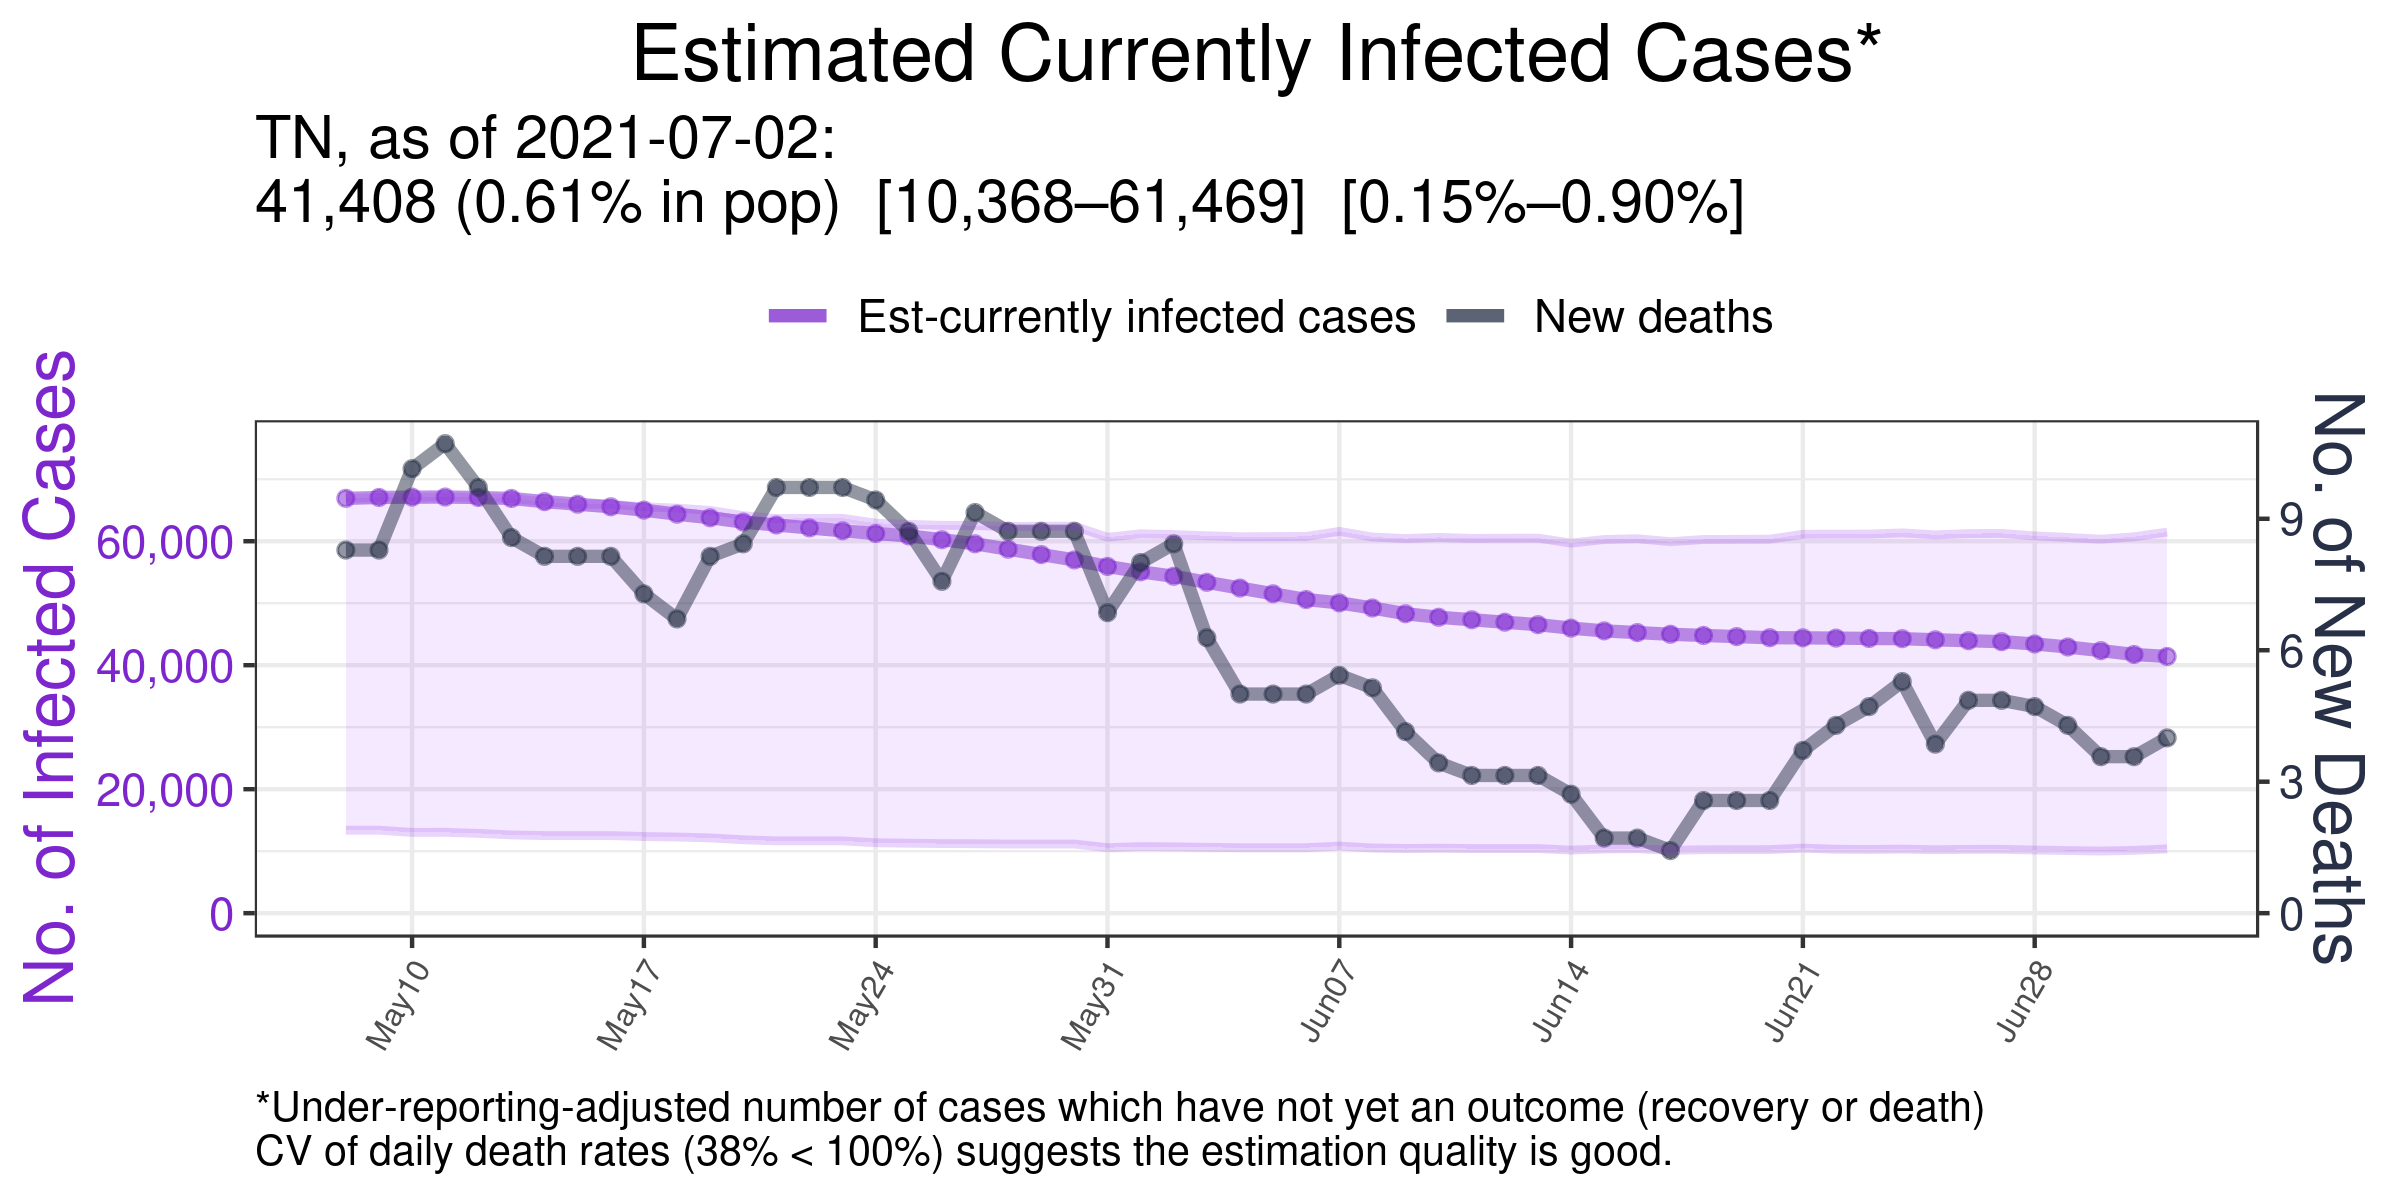 Estimated Currently Infected Cases*
TN, as of 2021-07-02:
41,408 (0.61% in pop) [10,368–61,469] [0.15%–0.90%]
Est-currently infected cases
New deaths
No. of Infected Cases
60,000
40,000
20,000
0
No. of New Deaths
9
6
3
0
May10
May17
May24
May31
Jun07
Jun14
Jun21
Jun28
*Under-reporting-adjusted number of cases which have not yet an outcome (recovery or death)
CV of daily death rates (38% < 100%) suggests the estimation quality is good.